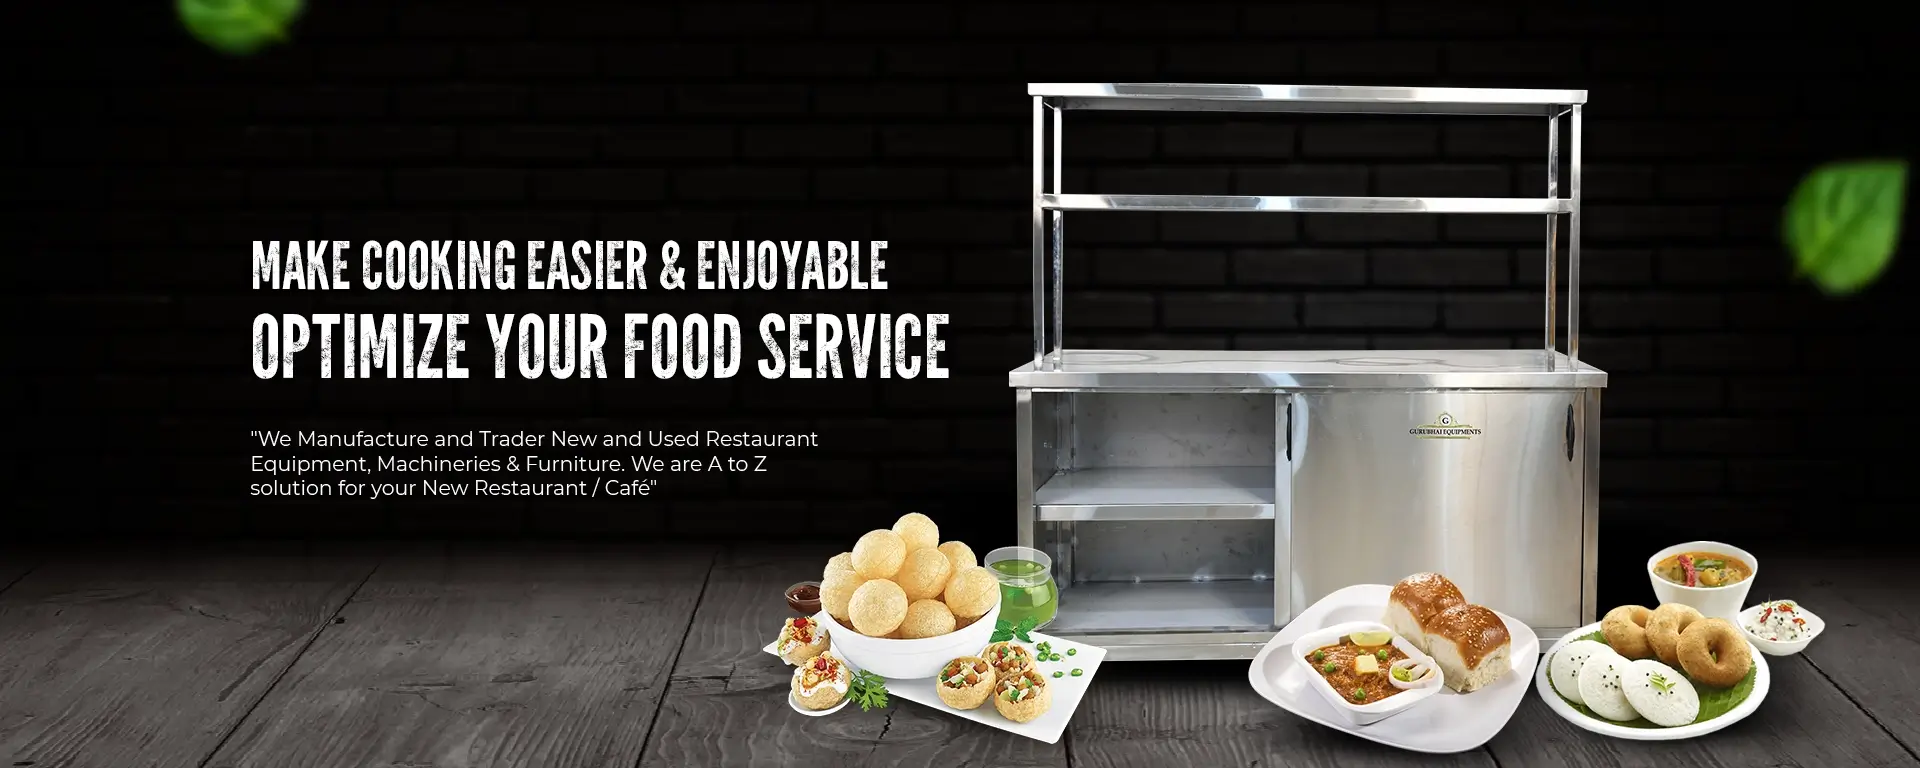 MAKE COOKING EASIER & ENJOYABLE
OPTIMIZE YOUR FOOD SERVICE
"We Manufacture and Trader New and Used Restaurant
Equipment, Machineries & Furniture. We are A to Z
solution for your New Restaurant / Café"
G
GURUBHAI EQUIPMENTS